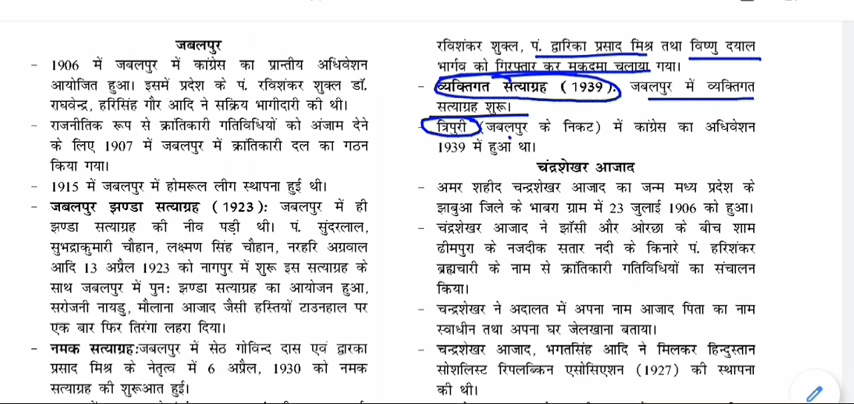 जबलपुर
- 1906 में जबलपुर में कांग्रेस का प्रान्तीय अधिवेशन
आयोजित हुआ। इसमें प्रदेश के पं. रविशंकर शुक्ल डॉ.
राघवेन्द्र, हरिसिंह गौर आदि ने सक्रिय भागीदारी की थी।
- राजनीतिक रूप से क्रांतिकारी गतिविधियों को अंजाम देने
के लिए 1907 में जबलपुर में क्रांतिकारी दल का गठन
किया गया।
- 1915 में जबलपुर में होमरूल लीग स्थापना हुई थी।
- जबलपुर झण्डा सत्याग्रह (1923): जबलपुर में ही
झण्डा सत्याग्रह की नीव पड़ी थी। पं. सुंदरलाल,
सुभद्राकुमारी चौहान, लक्ष्मण सिंह चौहान, नरहरि अग्रवाल
आदि 13 अप्रैल 1923 को नागपुर में शुरू इस सत्याग्रह के
साथ जबलपुर में पुन: झण्डा सत्याग्रह का आयोजन हुआ,
सरोजनी नायडु, मौलाना आजाद जैसी हस्तियों टाउनहाल पर
एक बार फिर तिरंगा लहरा दिया।
- नमक सत्याग्रह:जबलपुर में सेठ गोविन्द दास एवं द्वारका
प्रसाद मिश्र के नेतृत्व में 6 अप्रैल, 1930 को नमक
सत्याग्रह की शुरूआत हुई।
रविशंकर शुक्ल, पं. द्वारिका प्रसाद मिश्र तथा विष्णु दयाल
भार्गव को गिरफ्तार कर मकदमा चलाया गया।
- व्यक्तिगत सत्याग्रह (1939): जबलपुर में व्यक्तिगत
सत्याग्रह शुरू।
- त्रिपुरी (जबलपुर के निकट) में कांग्रेस का अधिवेशन
1939 में हुआ था।
चंद्रशेखर आजाद
- अमर शहीद चन्द्रशेखर आजाद का जन्म मध्य प्रदेश के
झाबुआ जिले के भाबरा ग्राम में 23 जुलाई 1906 को हुआ।
- चंद्रशेखर आजाद ने झाँसी और ओरछा के बीच शाम
ढीमपुरा के नजदीक सतार नदी के किनारे पं. हरिशंकर
ब्रह्मचारी के नाम से क्रांतिकारी गतिविधियों का संचालन
किया।
- चन्द्रशेखर ने अदालत में अपना नाम आजाद पिता का नाम
स्वाधीन तथा अपना घर जेलखाना बताया।
- चन्द्रशेखर आजाद, भगतसिंह आदि ने मिलकर हिन्दुस्तान
सोशलिस्ट रिपलब्किन एसोसिएशन (1927) की स्थापना
की थी।